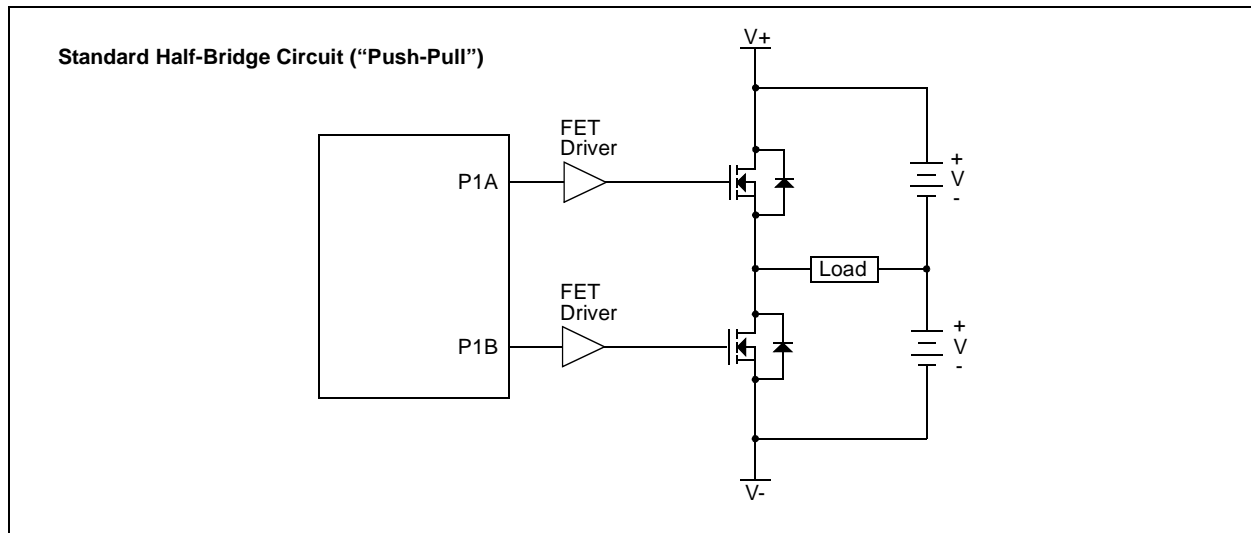 Standard Half-Bridge Circuit (“Push-Pull”)
V+
FET
Driver
P1A
+
V
-
Load
FET
Driver
P1B
+
V
-
V-